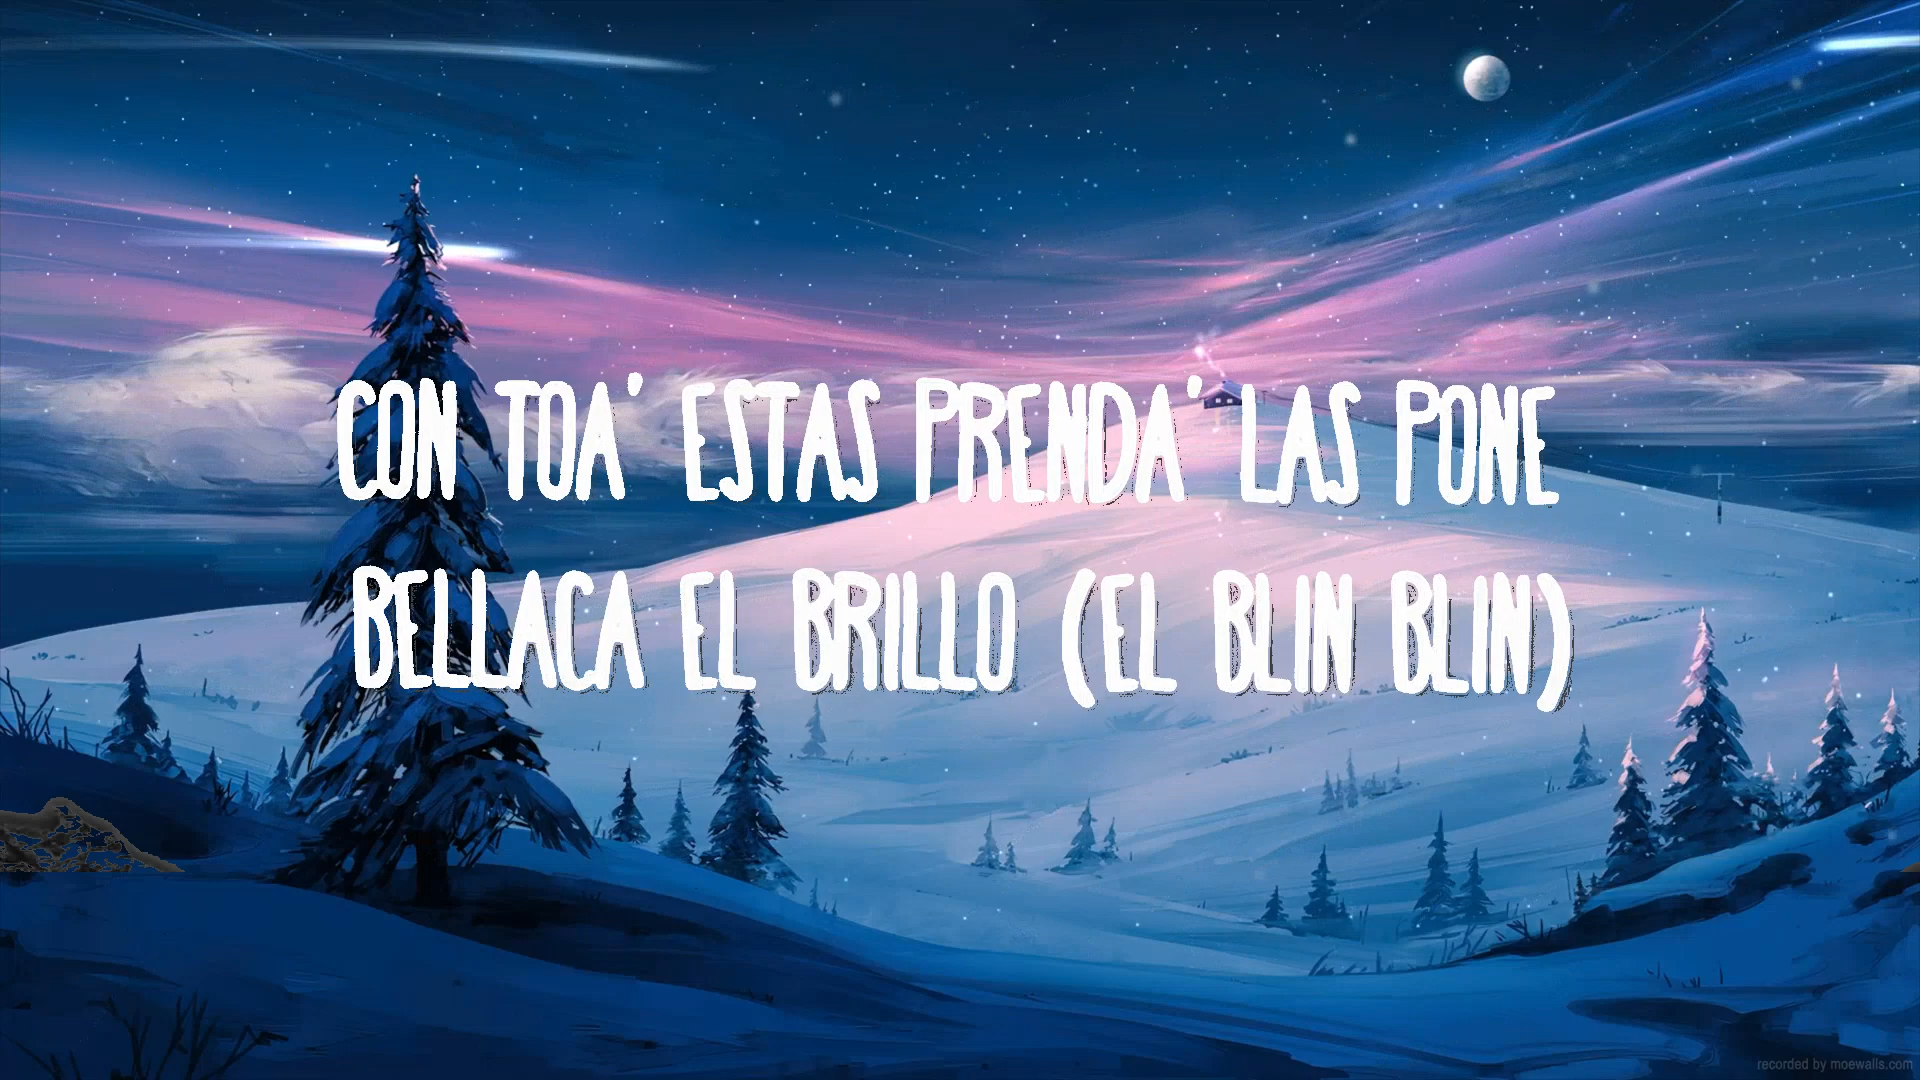 CON TOA' ESTAS PRENDA' LAS PONE
BELLACA EL BRILLO (EL BLIN BLIN)
recorded by moewalls.com